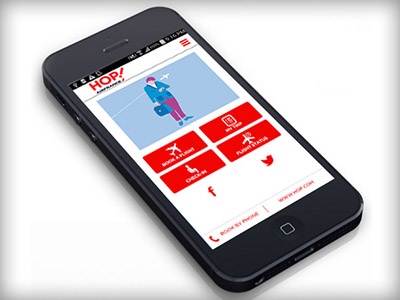 HOP!
AIRFRANCE
BOOK A FLIGHT
MY TRIP
CHECK-IN
FLIGHT STATUS
BOOK BY PHONE
WWW.HOP.COM